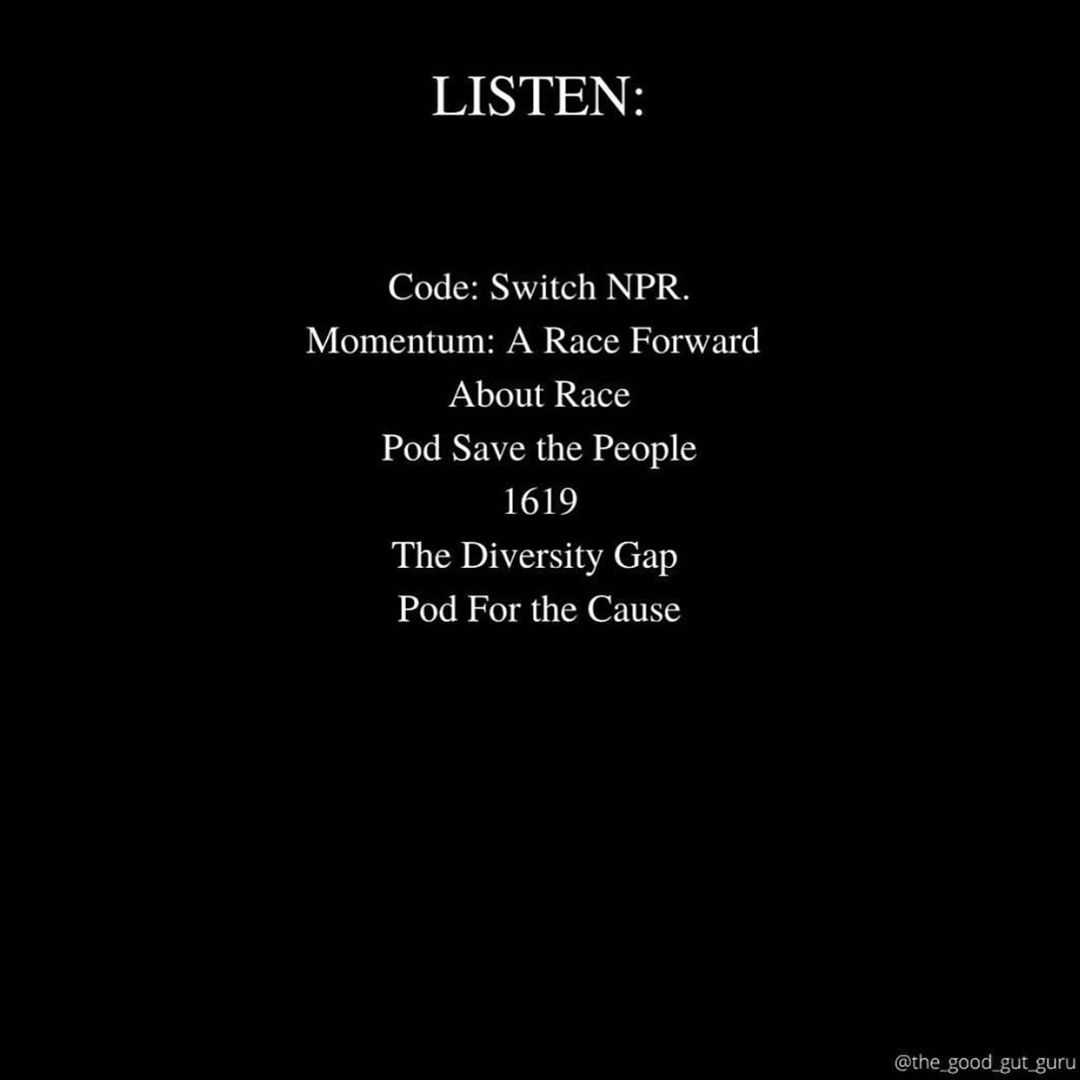 LISTEN:
Code: Switch NPR.
Momentum: A Race Forward
About Race
Pod Save the People
1619
The Diversity Gap
Pod For the Cause
@the_good_gut_guru